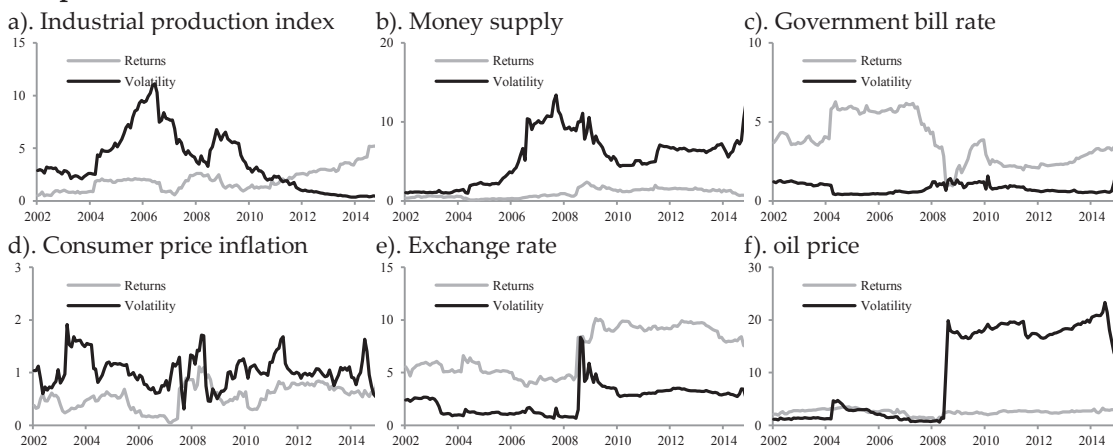 a). Industrial production index
15
10
5
0
2002 2004 2006 2008 2010 2012 2014
Returns
Volatility
b). Money supply
20
10
0
2002 2004 2006 2008 2010 2012 2014
Returns
Volatility
c). Government bill rate
10
5
0
2002 2004 2006 2008 2010 2012 2014
Returns
Volatility
d). Consumer price inflation
3
2
1
0
2002 2004 2006 2008 2010 2012 2014
Returns
Volatility
e). Exchange rate
15
10
5
0
2002 2004 2006 2008 2010 2012 2014
Returns
Volatility
f). oil price
30
20
10
0
2002 2004 2006 2008 2010 2012 2014
Returns
Volatility